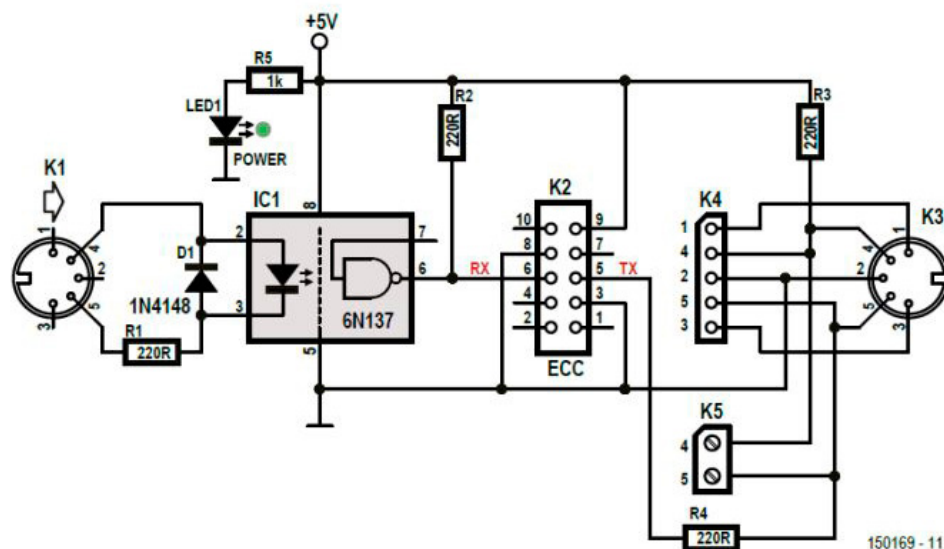 +5V
R5
1k
LED1
POWER
R2
220R
R3
220R
K1
1
4
2
5
3
D1
1N4148
R1
220R
IC1
8
2
3
7
6
5
6N137
RX
K2
10
9
8
7
6
5
4
3
2
1
ECC
TX
K4
1
4
2
5
3
K3
1
4
2
5
3
K5
4
5
R4
220R
150169 - 11